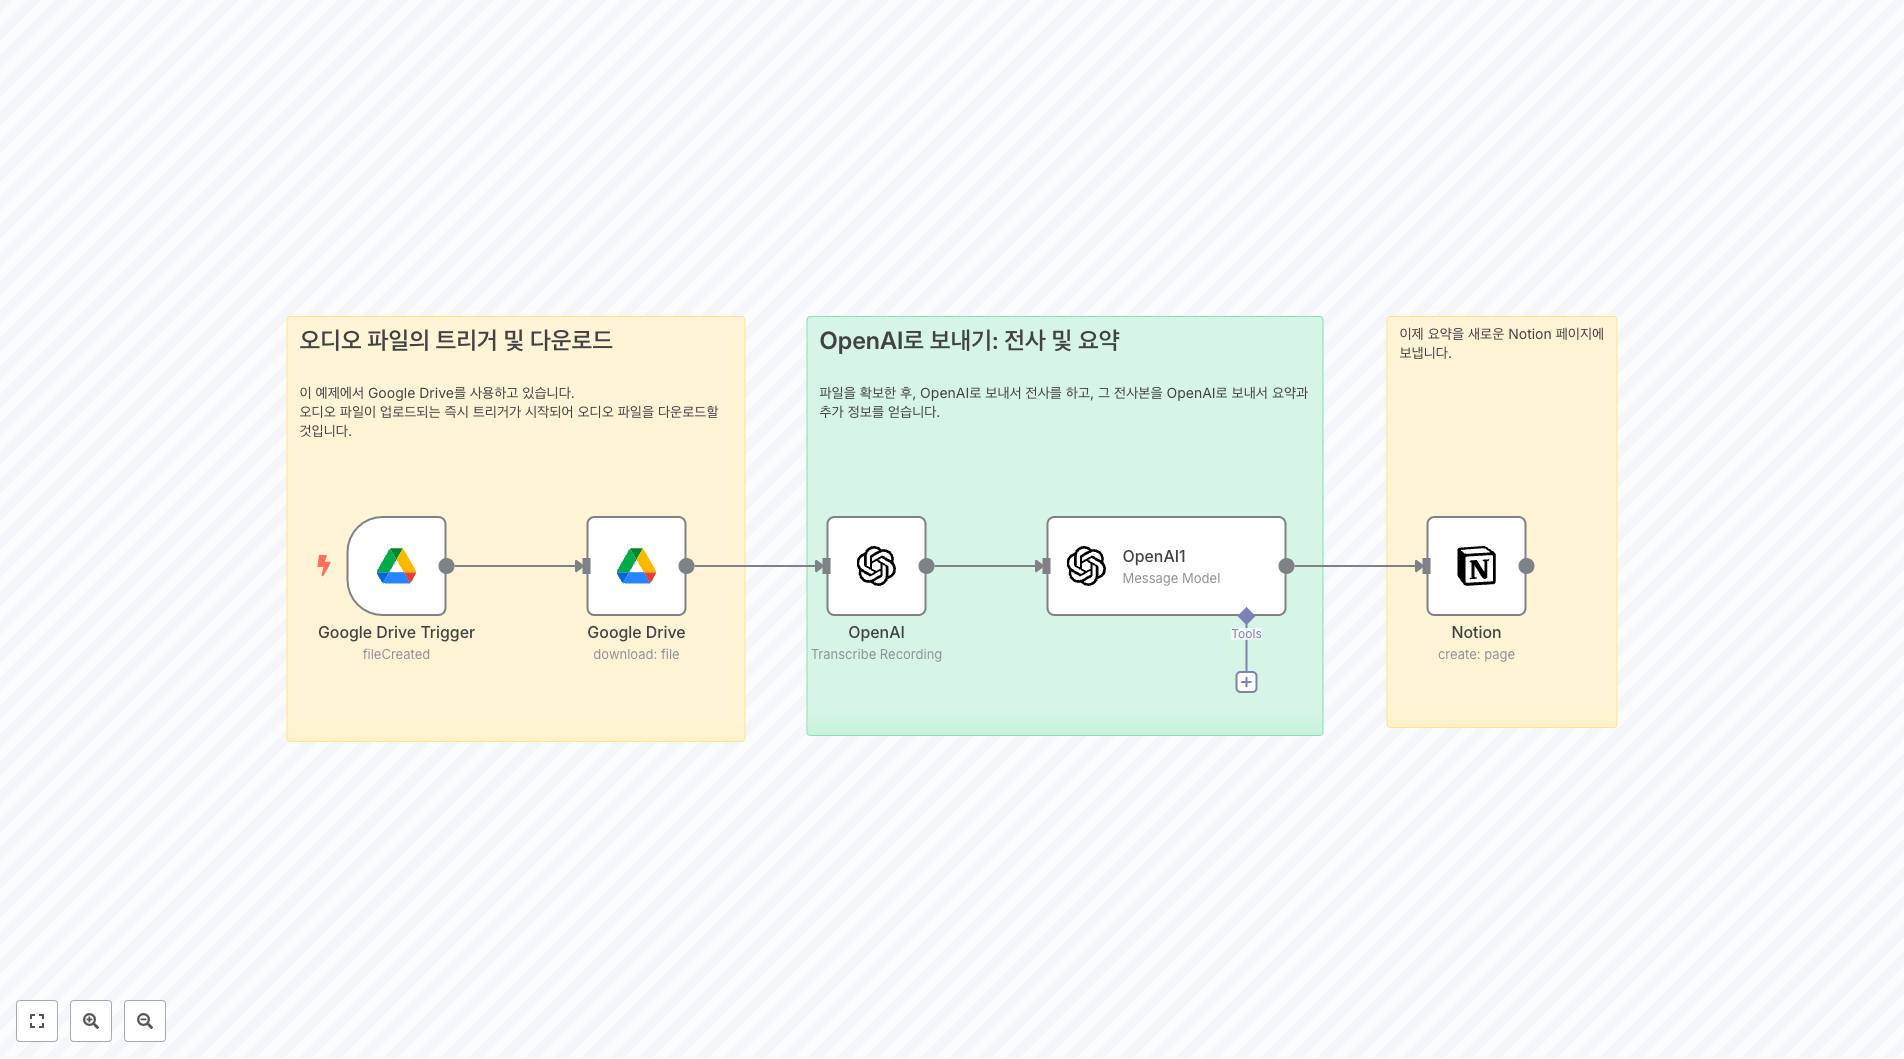 오디오 파일의 트리거 및 다운로드
이 예제에서 Google Drive를 사용하고 있습니다.
오디오 파일이 업로드되는 즉시 트리거가 시작되어 오디오 파일을 다운로드할
것입니다.
Google Drive Trigger
fileCreated
Google Drive
download: file
OpenAI로 보내기: 전사 및 요약
파일을 확보한 후, OpenAI로 보내서 전사를 하고, 그 전사본을 OpenAI로 보내서 요약과
추가 정보를 얻습니다.
OpenAI
Transcribe Recording
OpenAI1
Message Model
Tools
이제 요약을 새로운 Notion 페이지에
보냅니다.
Notion
create: page